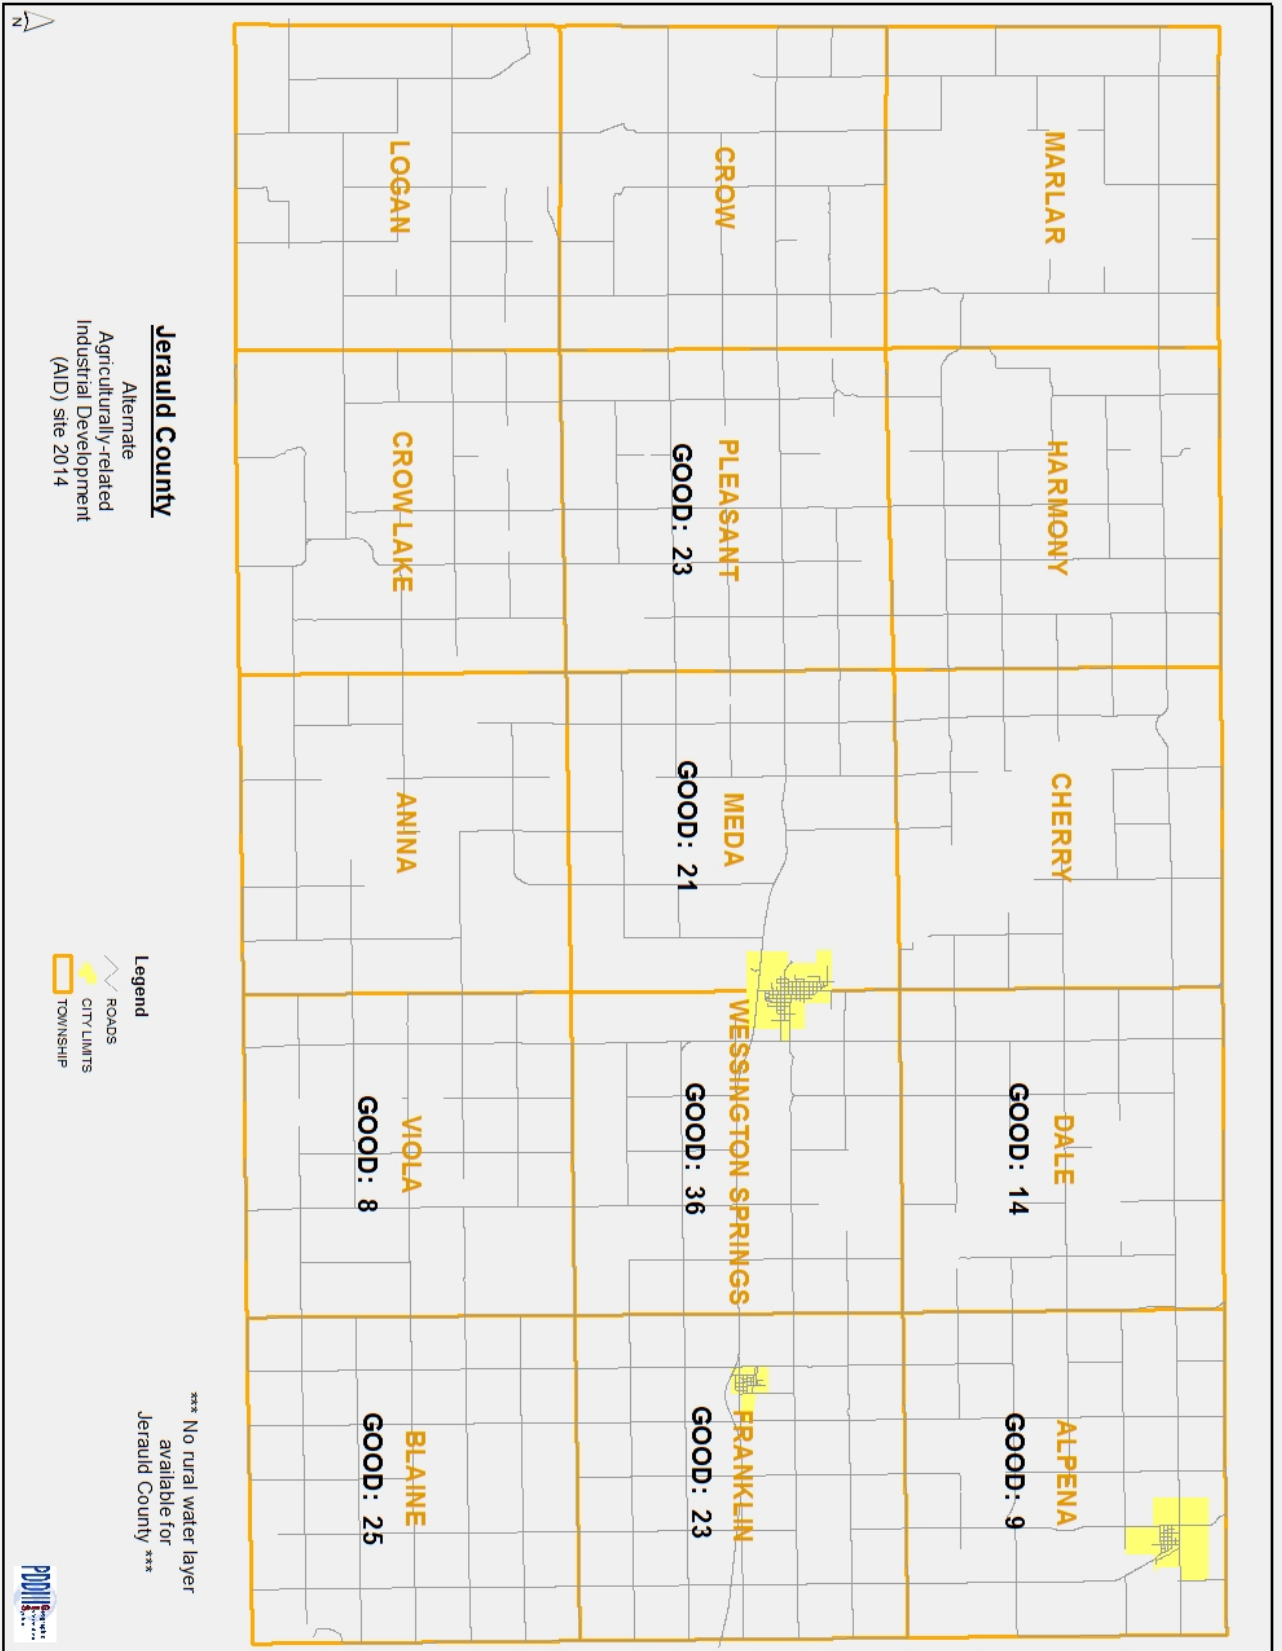 MARLAR
HARMONY
CHERRY
DALE
GOOD: 14
ALPENA
GOOD: 9
CROW
PLEASANT
GOOD: 23
MEDA
GOOD: 21
WESSINGTON SPRINGS
GOOD: 36
FRANKLIN
GOOD: 23
LOGAN
CROW LAKE
ANINA
VIOLA
GOOD: 8
BLAINE
GOOD: 25
Jerauld County
Alternate
Agriculturally-related
Industrial Development
(AID) site 2014
Legend
ROADS
CITY LIMITS
TOWNSHIP
*** No rural water layer
available for
Jerauld County ***
N
PDDIII